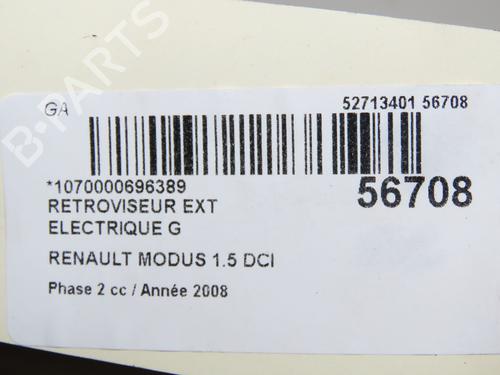 GA
52713401 56708
*1070000696389
56708
RETROVISEUR EXT
ELECTRIQUE G
RENAULT MODUS 1.5 DCI
Phase 2 cc / Année 2008
B-PARTS